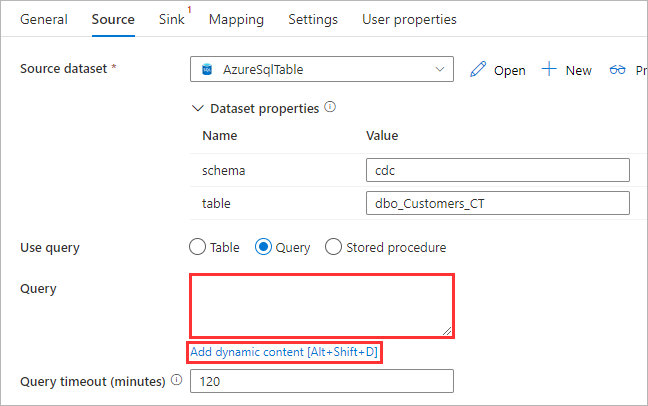 General Source Sink 1 Mapping Settings User properties
Source dataset * AzureSqlTable Open New Pr
Dataset properties
Name Value
schema cdc
table dbo_Customers_CT
Use query Table Query Stored procedure
Query
Add dynamic content [Alt+Shift+D]
Query timeout (minutes) 120